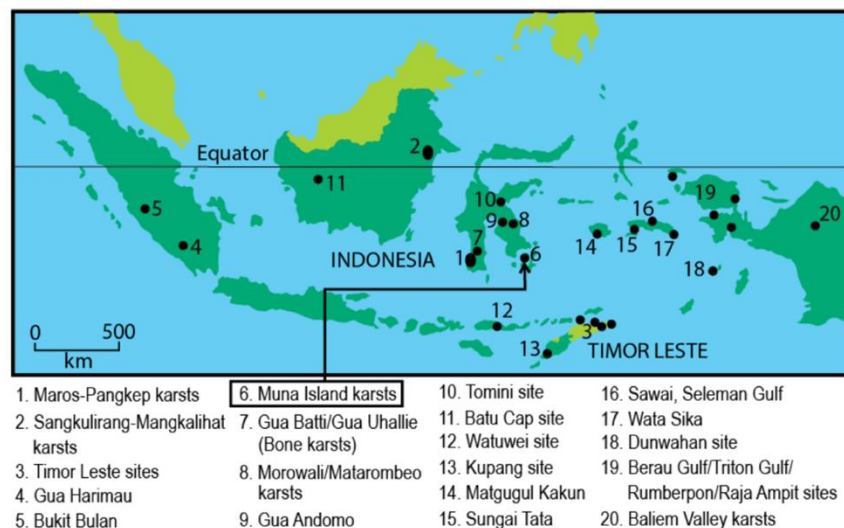 Equator
2
11
5
4
10
9
8
7
1
6
INDONESIA
16
15
14
17
19
20
18
12
3
13
TIMOR LESTE
0 500
km
1. Maros-Pangkep karsts
2. Sangkulirang-Mangkalihat
karsts
3. Timor Leste sites
4. Gua Harimau
5. Bukit Bulan
6. Muna Island karsts
7. Gua Batti/Gua Uhallie
(Bone karsts)
8. Morowali/Matarombeo
karsts
9. Gua Andomo
10. Tomini site
11. Batu Cap site
12. Watuwei site
13. Kupang site
14. Matgugul Kakun
15. Sungai Tata
16. Sawai, Seleman Gulf
17. Wata Sika
18. Dunwahan site
19. Berau Gulf/Triton Gulf/
Rumberpon/Raja Ampit sites
20. Baliem Valley karsts